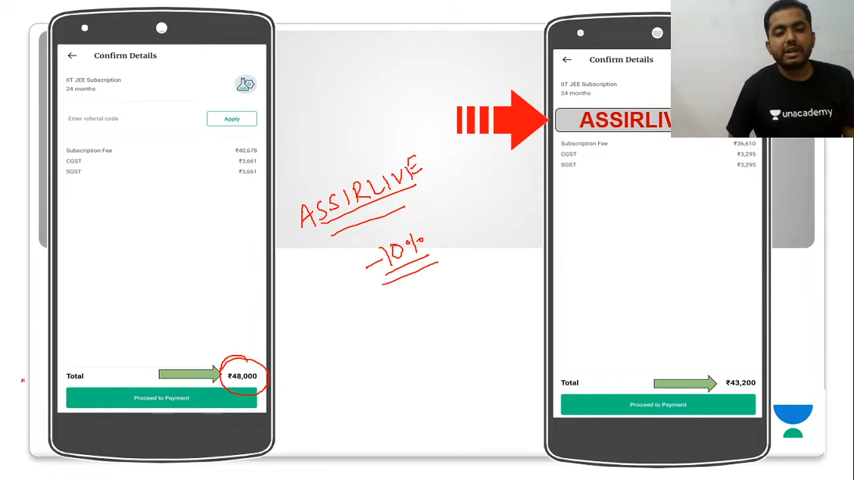 Confirm Details
IIT JEE Subscription
24 months
Enter referral code
Apply
Subscription Fee ₹40,678
CGST ₹3,661
SGST ₹3,661
Total ₹48,000
Proceed to Payment
ASSIRLIVE
-10%
Confirm Details
IIT JEE Subscription
24 months
ASSIRLIV
Subscription Fee ₹36,610
CGST ₹3,295
SGST ₹3,295
Total ₹43,200
Proceed to Payment
unacademy